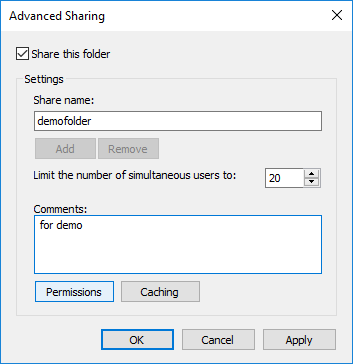 Advanced Sharing
Share this folder
Settings
Share name:
demofolder
Add Remove
Limit the number of simultaneous users to: 20
Comments:
for demo
Permissions Caching
OK Cancel Apply